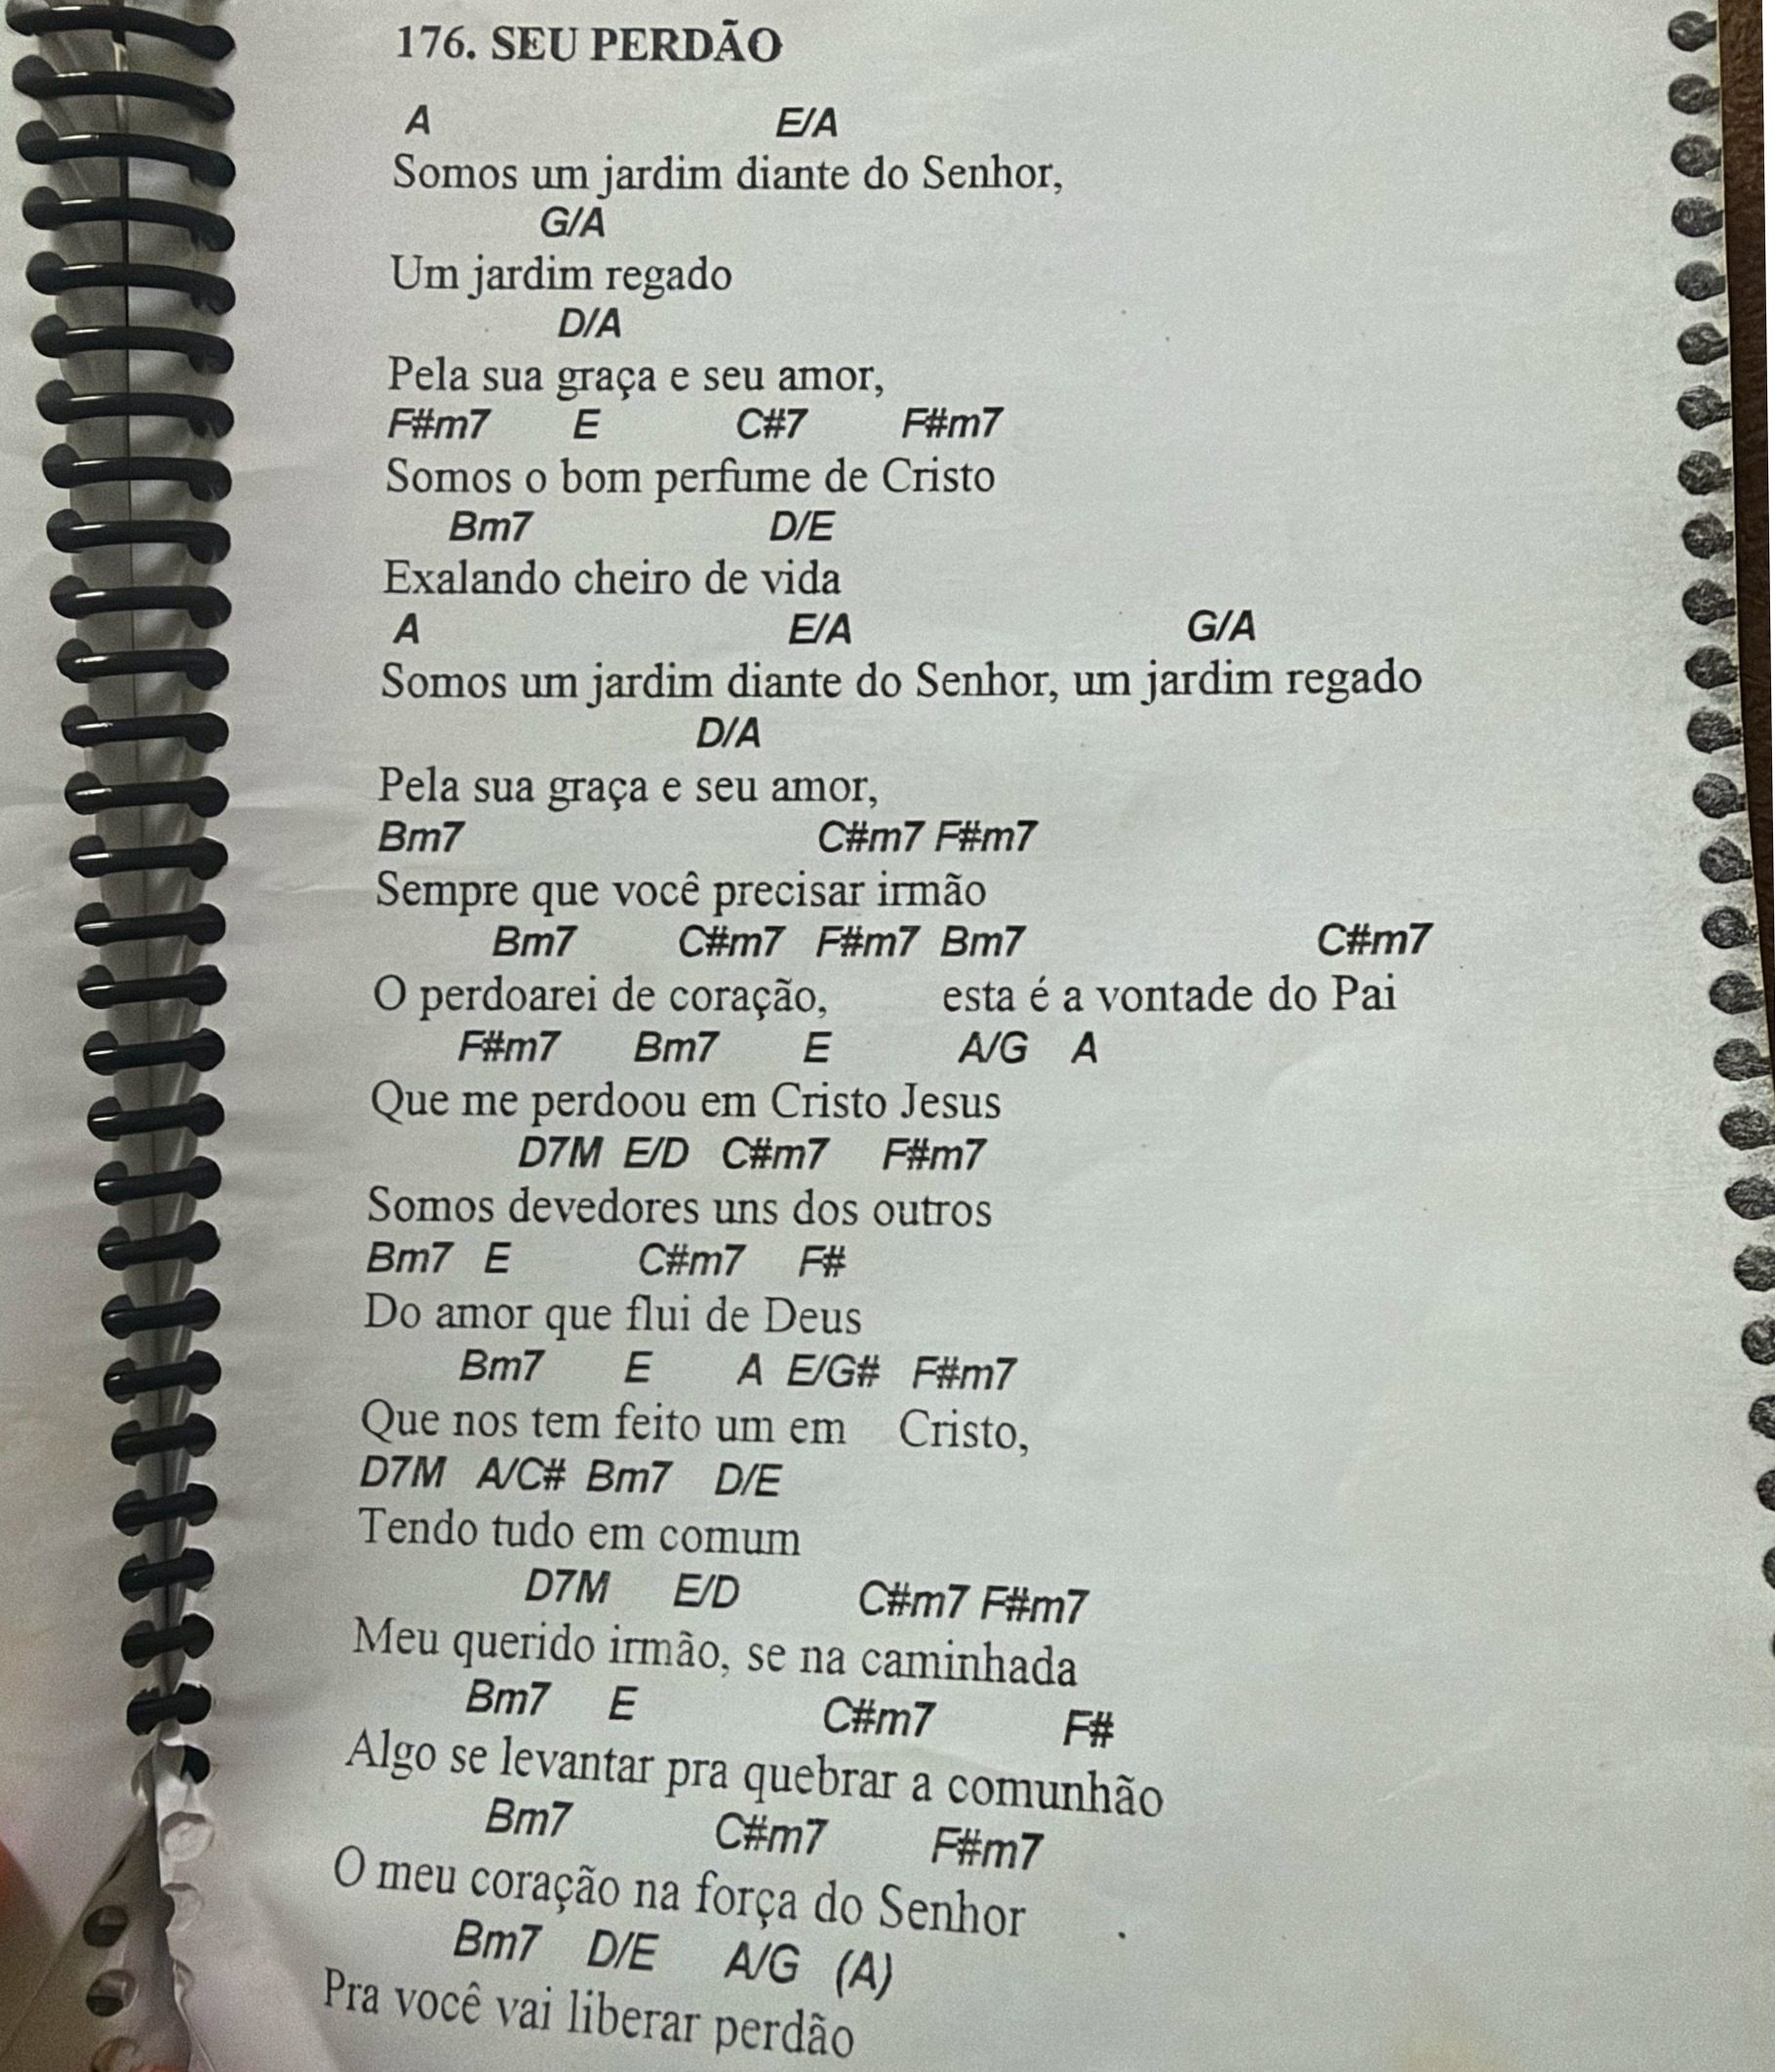 176. SEU PERDÃO
A E/A
Somos um jardim diante do Senhor,
G/A
Um jardim regado
D/A
Pela sua graça e seu amor,
F#m7 E C#7 F#m7
Somos o bom perfume de Cristo
Bm7 D/E
Exalando cheiro de vida
A E/A G/A
Somos um jardim diante do Senhor, um jardim regado
D/A
Pela sua graça e seu amor,
Bm7 C#m7 F#m7
Sempre que você precisar irmão
Bm7 C#m7 F#m7 Bm7 C#m7
O perdoarei de coração, esta é a vontade do Pai
F#m7 Bm7 E A/G A
Que me perdoou em Cristo Jesus
D7M E/D C#m7 F#m7
Somos devedores uns dos outros
Bm7 E C#m7 F#
Do amor que flui de Deus
Bm7 E A E/G# F#m7
Que nos tem feito um em Cristo,
D7M A/C# Bm7 D/E
Tendo tudo em comum
D7M E/D C#m7 F#m7
Meu querido irmão, se na caminhada
Bm7 E C#m7 F#
Algo se levantar pra quebrar a comunhão
Bm7 C#m7 F#m7
O meu coração na força do Senhor
Bm7 D/E A/G (A)
Pra você vai liberar perdão